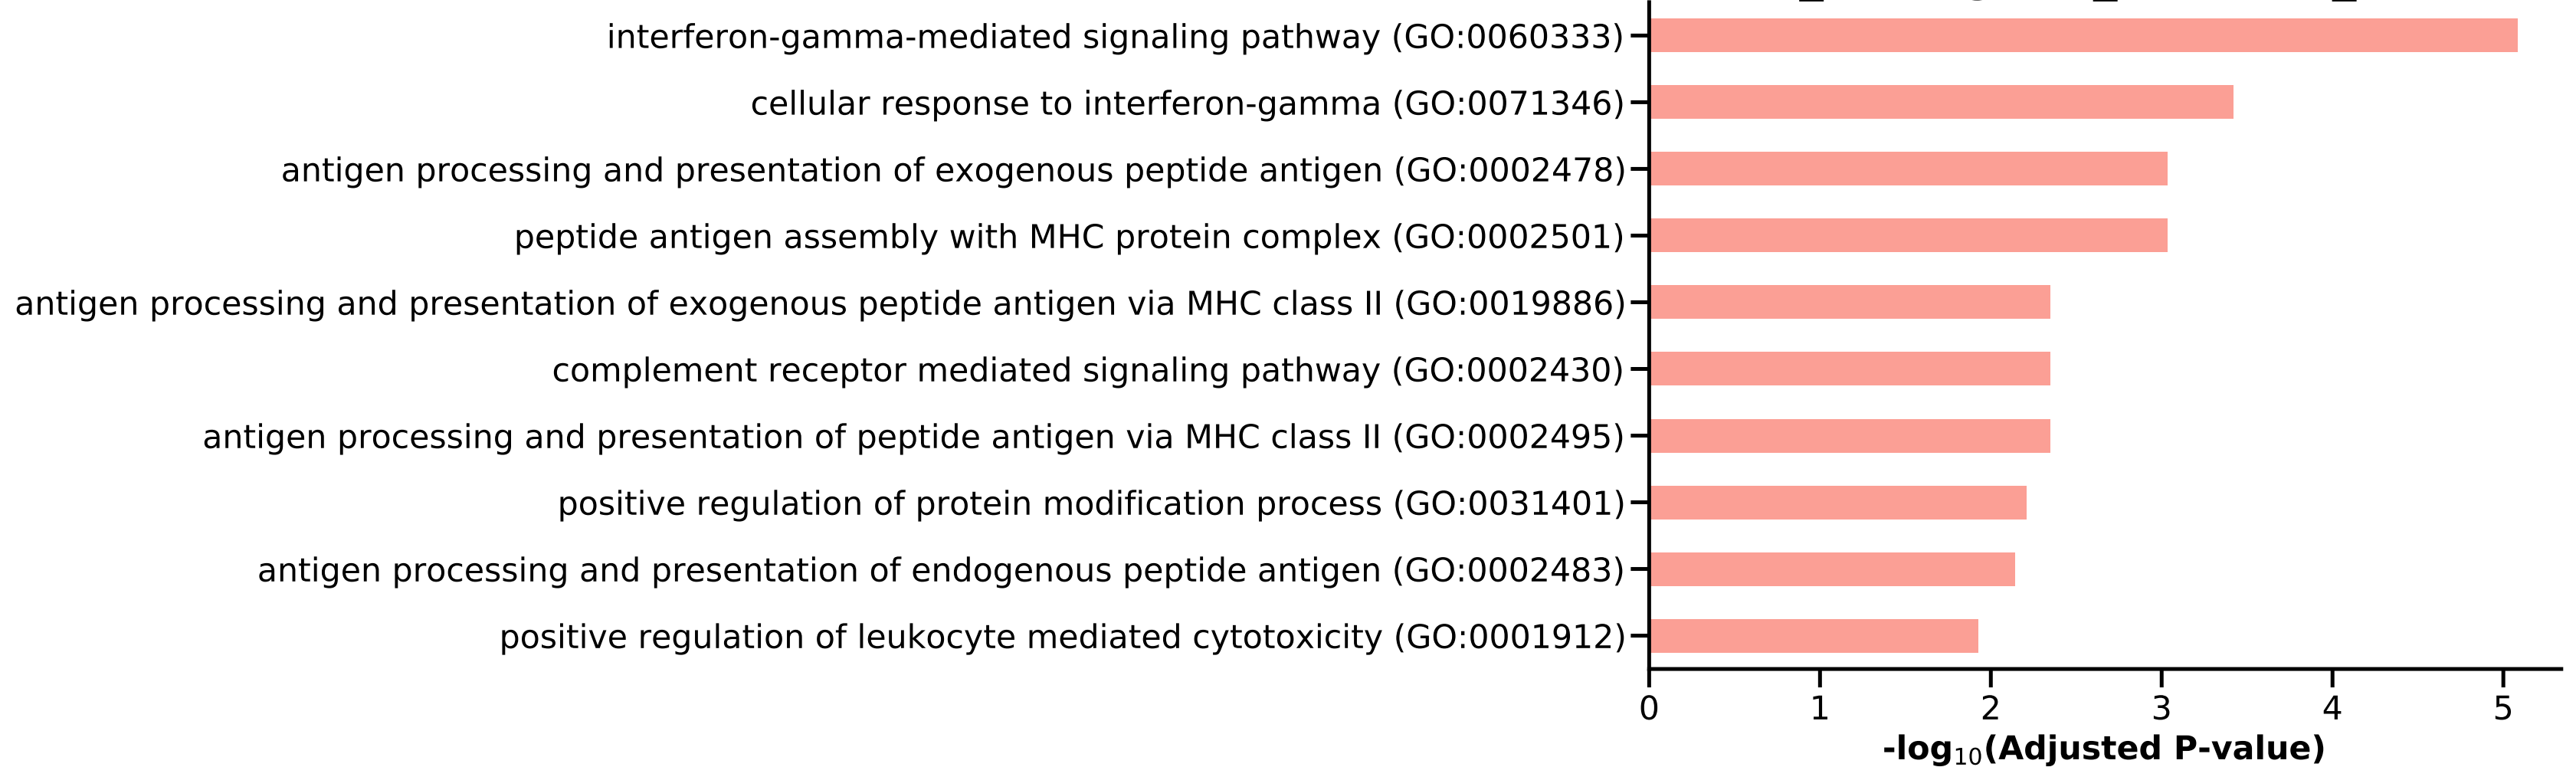 interferon-gamma-mediated signaling pathway (GO:0060333)
cellular response to interferon-gamma (GO:0071346)
antigen processing and presentation of exogenous peptide antigen (GO:0002478)
peptide antigen assembly with MHC protein complex (GO:0002501)
antigen processing and presentation of exogenous peptide antigen via MHC class II (GO:0019886)
complement receptor mediated signaling pathway (GO:0002430)
antigen processing and presentation of peptide antigen via MHC class II (GO:0002495)
positive regulation of protein modification process (GO:0031401)
antigen processing and presentation of endogenous peptide antigen (GO:0002483)
positive regulation of leukocyte mediated cytotoxicity (GO:0001912)
0 1 2 3 4 5
-log₁₀(Adjusted P-value)